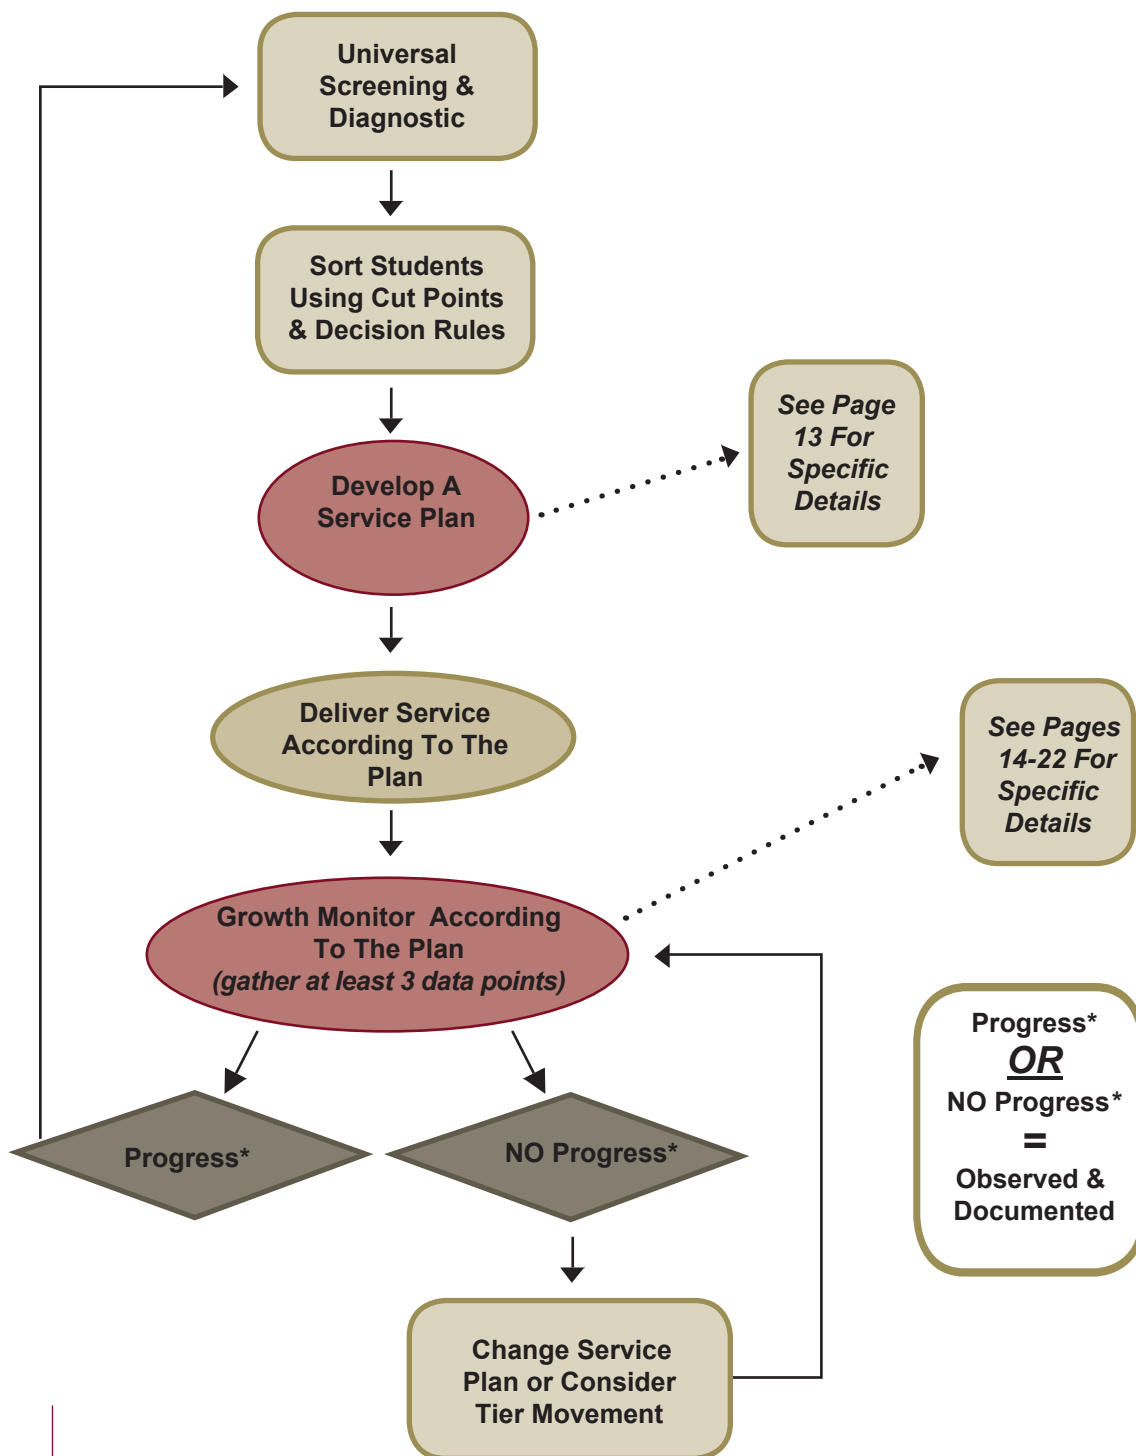 Universal
Screening &
Diagnostic
Sort Students
Using Cut Points
& Decision Rules
See Page
13 For
Specific
Details
Develop A
Service Plan
Deliver Service
According To The
Plan
See Pages
14-22 For
Specific
Details
Growth Monitor According
To The Plan
(gather at least 3 data points)
Progress*
NO Progress*
Progress*
OR
NO Progress*
=
Observed &
Documented
Change Service
Plan or Consider
Tier Movement